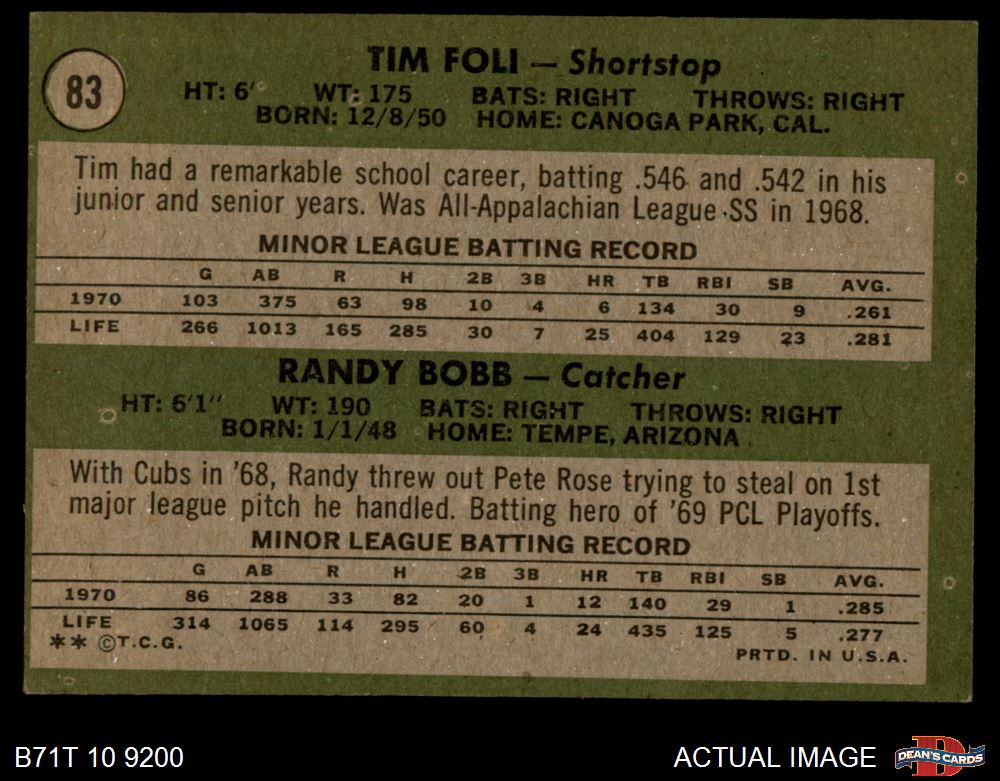 83
TIM FOLI — Shortstop
HT: 6' WT: 175 BATS: RIGHT THROWS: RIGHT
BORN: 12/8/50 HOME: CANOGA PARK, CAL.
Tim had a remarkable school career, batting .546 and .542 in his
junior and senior years. Was All-Appalachian League SS in 1968.
MINOR LEAGUE BATTING RECORD
G AB R H 2B 3B HR TB RBI SB AVG.
1970 103 375 63 98 10 4 6 134 30 9 .261
LIFE 266 1013 165 285 30 7 25 404 129 23 .281
RANDY BOBB — Catcher
HT: 6'1" WT: 190 BATS: RIGHT THROWS: RIGHT
BORN: 1/1/48 HOME: TEMPE, ARIZONA
With Cubs in '68, Randy threw out Pete Rose trying to steal on 1st
major league pitch he handled. Batting hero of '69 PCL Playoffs.
MINOR LEAGUE BATTING RECORD
G AB R H 2B 3B HR TB RBI SB AVG.
1970 86 288 33 82 20 1 12 140 29 1 .285
LIFE 314 1065 114 295 60 4 24 435 125 5 .277
** ©T.C.G. PRTD. IN U.S.A.
B71T 10 9200 ACTUAL IMAGE D DEAN'S CARDS